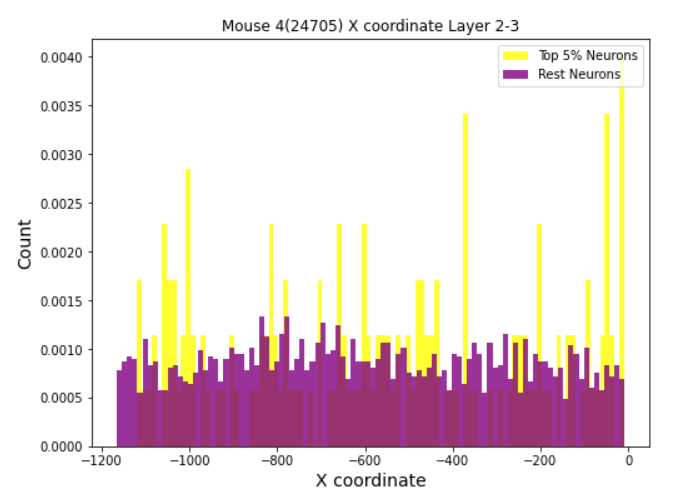 Mouse 4(24705) X coordinate Layer 2-3
Top 5% Neurons
Rest Neurons
0.0040
0.0035
0.0030
0.0025
0.0020
0.0015
0.0010
0.0005
0.0000
Count
−1200 −1000 −800 −600 −400 −200 0
X coordinate